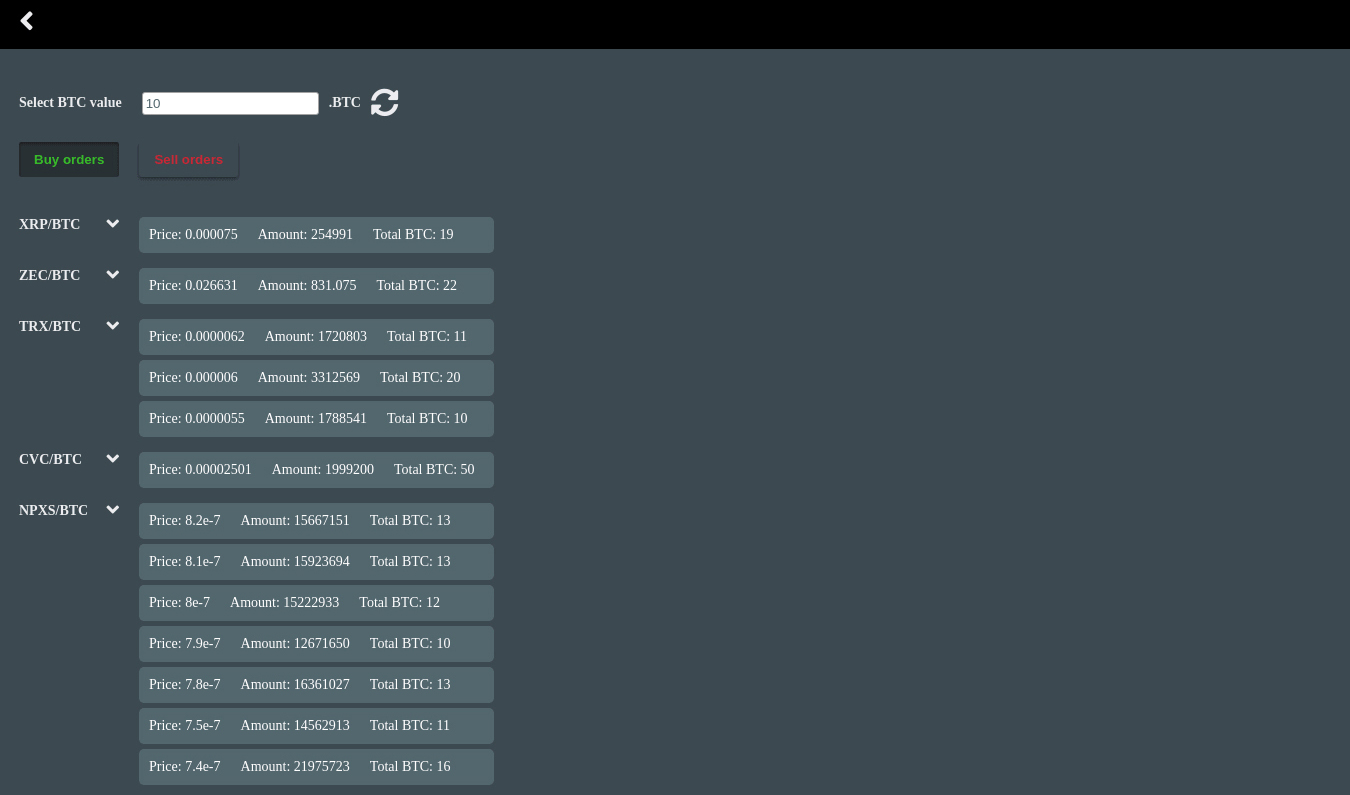 Select BTC value 10 .BTC
Buy orders Sell orders
XRP/BTC Price: 0.000075 Amount: 254991 Total BTC: 19
ZEC/BTC Price: 0.026631 Amount: 831.075 Total BTC: 22
TRX/BTC Price: 0.0000062 Amount: 1720803 Total BTC: 11
Price: 0.000006 Amount: 3312569 Total BTC: 20
Price: 0.0000055 Amount: 1788541 Total BTC: 10
CVC/BTC Price: 0.00002501 Amount: 1999200 Total BTC: 50
NPXS/BTC Price: 8.2e-7 Amount: 15667151 Total BTC: 13
Price: 8.1e-7 Amount: 15923694 Total BTC: 13
Price: 8e-7 Amount: 15222933 Total BTC: 12
Price: 7.9e-7 Amount: 12671650 Total BTC: 10
Price: 7.8e-7 Amount: 16361027 Total BTC: 13
Price: 7.5e-7 Amount: 14562913 Total BTC: 11
Price: 7.4e-7 Amount: 21975723 Total BTC: 16